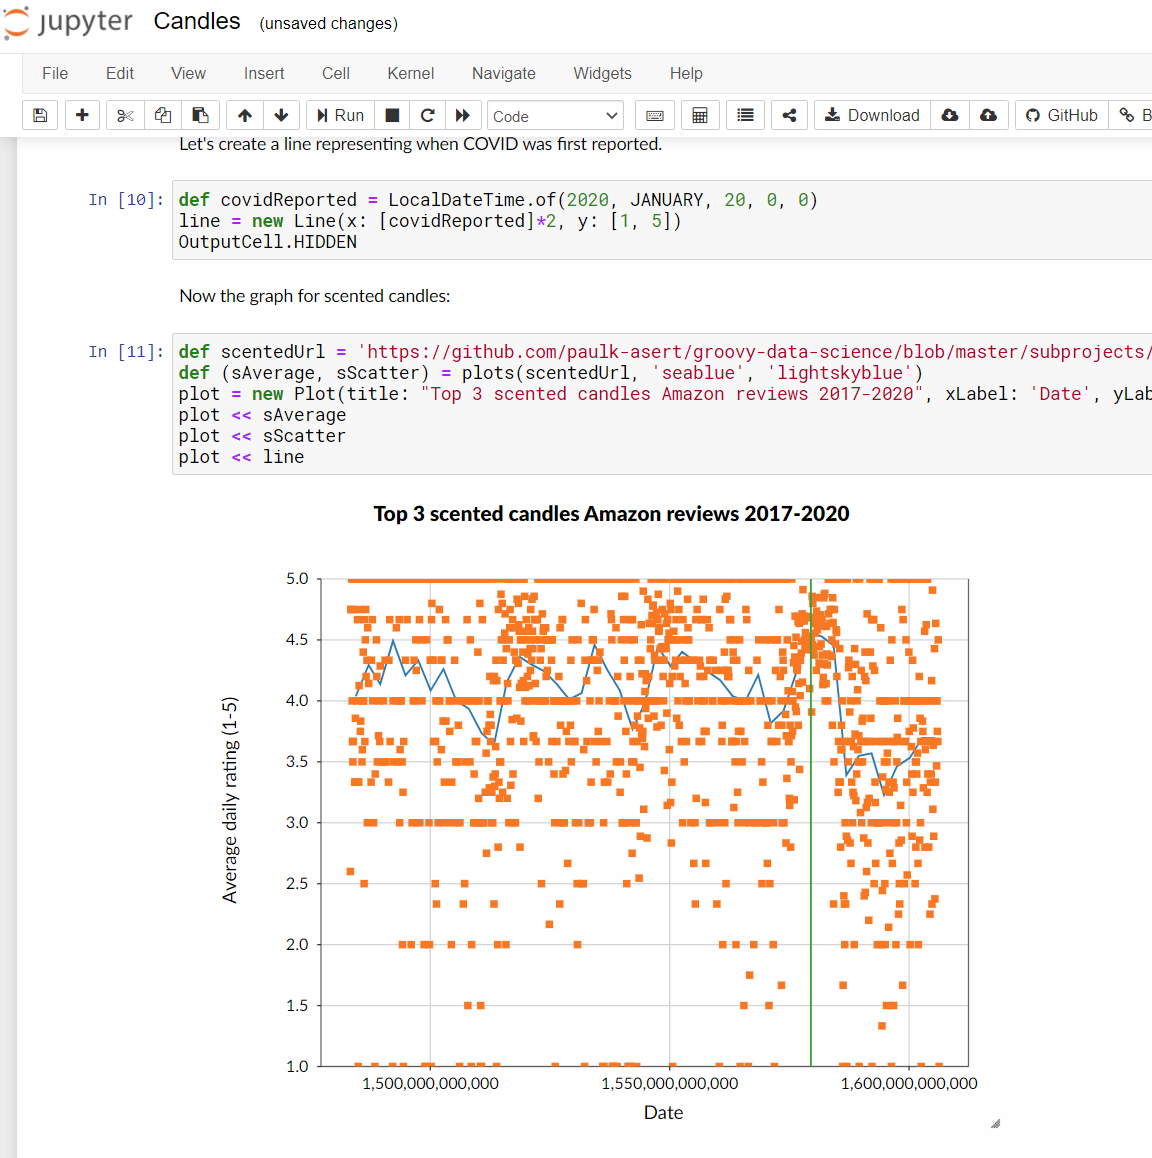 jupyter Candles (unsaved changes)
File Edit View Insert Cell Kernel Navigate Widgets Help
Run Code Download GitHub B
Let's create a line representing when COVID was first reported.
In [10]: def covidReported = LocalDateTime.of(2020, JANUARY, 20, 0, 0)
line = new Line(x: [covidReported]*2, y: [1, 5])
OutputCell.HIDDEN
Now the graph for scented candles:
In [11]: def scentedUrl = 'https://github.com/paulk-asert/groovy-data-science/blob/master/subprojects/
def (sAverage, sScatter) = plots(scentedUrl, 'seablue', 'lightskyblue')
plot = new Plot(title: "Top 3 scented candles Amazon reviews 2017-2020", xLabel: 'Date', yLab
plot << sAverage
plot << sScatter
plot << line
Top 3 scented candles Amazon reviews 2017-2020
Average daily rating (1-5)
5.0
4.5
4.0
3.5
3.0
2.5
2.0
1.5
1.0
1,500,000,000,000 1,550,000,000,000 1,600,000,000,000
Date